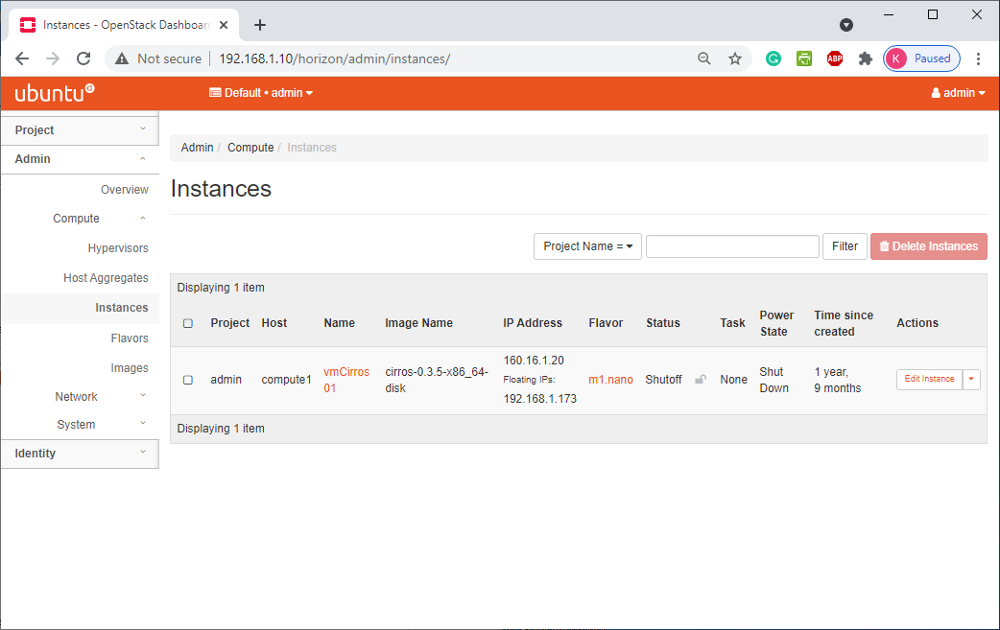 Instances - OpenStack Dashboard
Not secure
192.168.1.10/horizon/admin/instances/
G
ABP
K Paused
ubuntu
Default • admin
admin
Project
Admin
Overview
Compute
Hypervisors
Host Aggregates
Instances
Flavors
Images
Network
System
Identity
Admin / Compute / Instances
Instances
Project Name =
Filter
Delete Instances
Displaying 1 item
Project Host Name Image Name IP Address Flavor Status Task Power State Time since created Actions
admin
compute1
vmCirros
01
cirros-0.3.5-x86_64-
disk
160.16.1.20
Floating IPs:
192.168.1.173
m1.nano
Shutoff
None
Shut
Down
1 year,
9 months
Edit Instance
Displaying 1 item